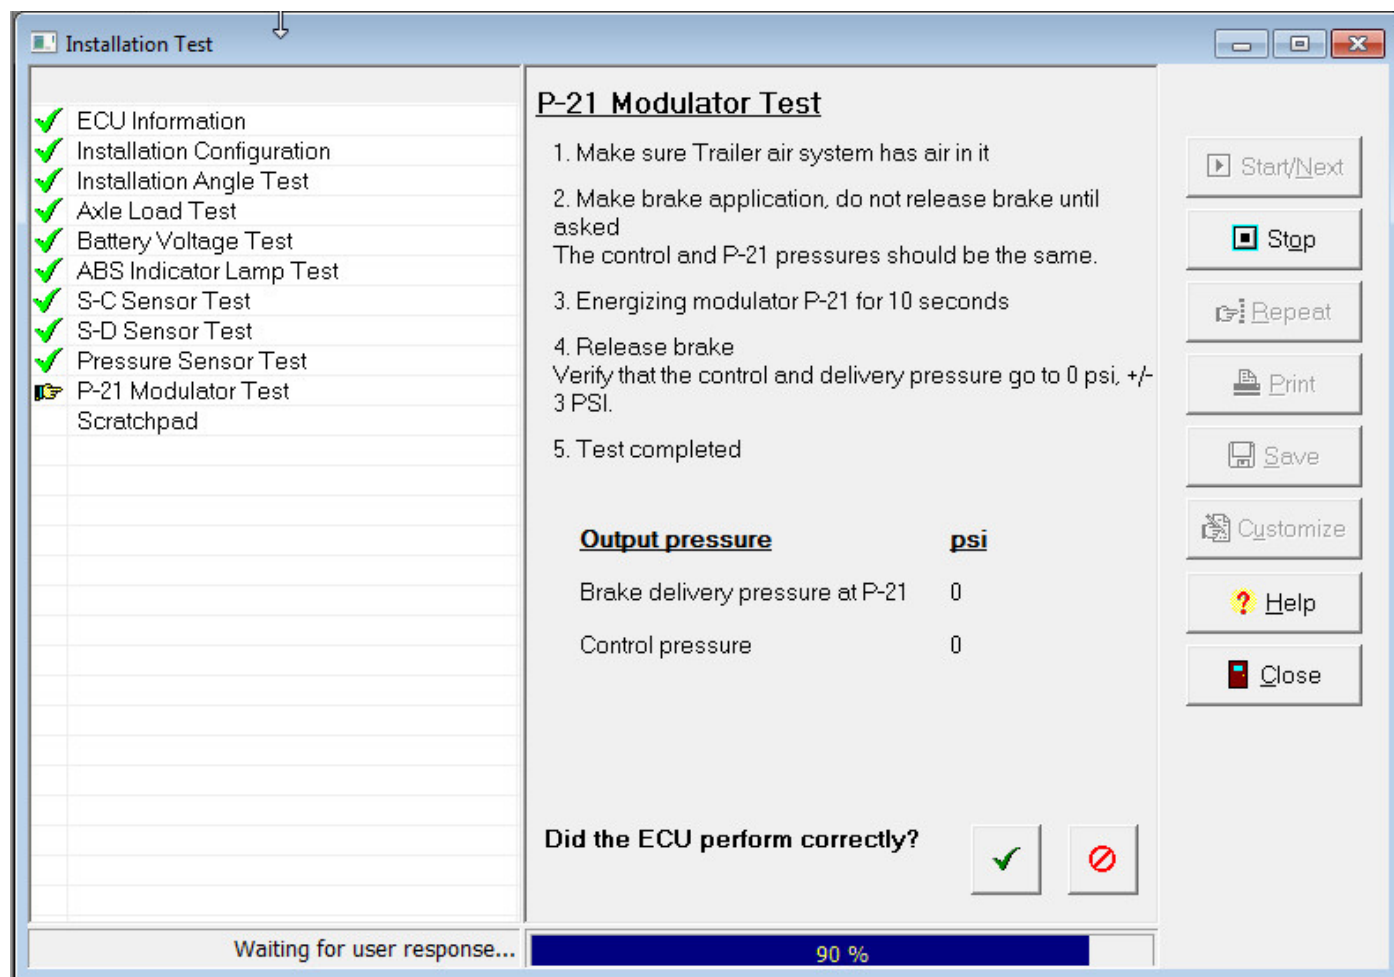 Installation Test
ECU Information
Installation Configuration
Installation Angle Test
Axle Load Test
Battery Voltage Test
ABS Indicator Lamp Test
S-C Sensor Test
S-D Sensor Test
Pressure Sensor Test
P-21 Modulator Test
Scratchpad
P-21 Modulator Test
1. Make sure Trailer air system has air in it
2. Make brake application, do not release brake until
asked
The control and P-21 pressures should be the same.
3. Energizing modulator P-21 for 10 seconds
4. Release brake
Verify that the control and delivery pressure go to 0 psi, +/-
3 PSI.
5. Test completed
Output pressure psi
Brake delivery pressure at P-21 0
Control pressure 0
Did the ECU perform correctly?
Start/Next
Stop
Repeat
Print
Save
Customize
Help
Close
Waiting for user response...
90 %